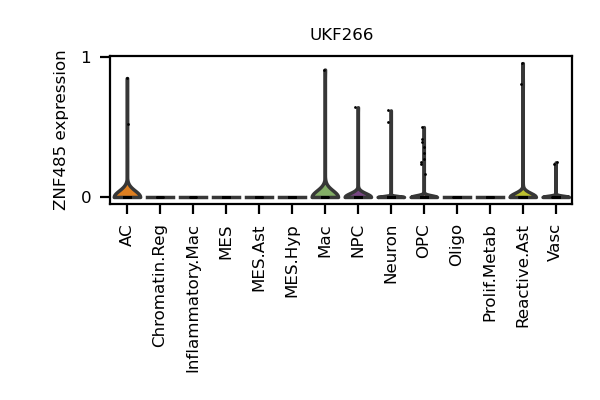 UKF266
ZNF485 expression
1
0
AC
Chromatin.Reg
Inflammatory.Mac
MES
MES.Ast
MES.Hyp
Mac
NPC
Neuron
OPC
Oligo
Prolif.Metab
Reactive.Ast
Vasc